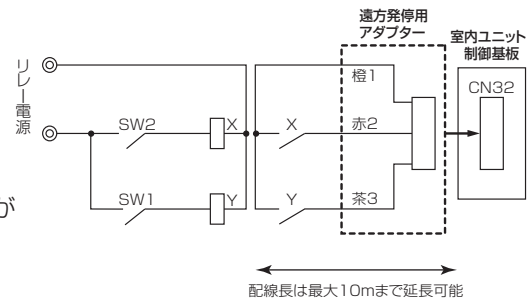 遠方発停用
アダプター
室内ユニット
制御基板
リレー電源
橙1
CN32
SW2
X
X
赤2
SW1
Y
Y
茶3
が
配線長は最大10mまで延長可能